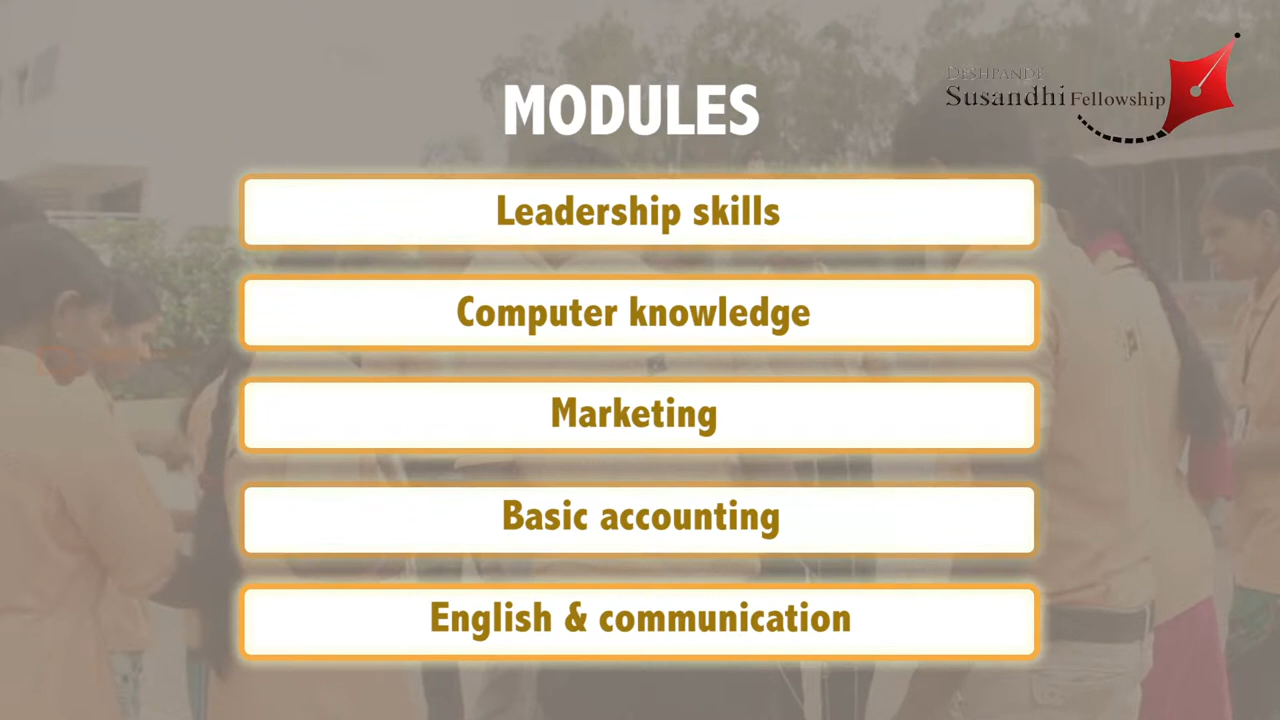 DESHPANDE
Susandhi Fellowship
MODULES
Leadership skills
Computer knowledge
Marketing
Basic accounting
English & communication